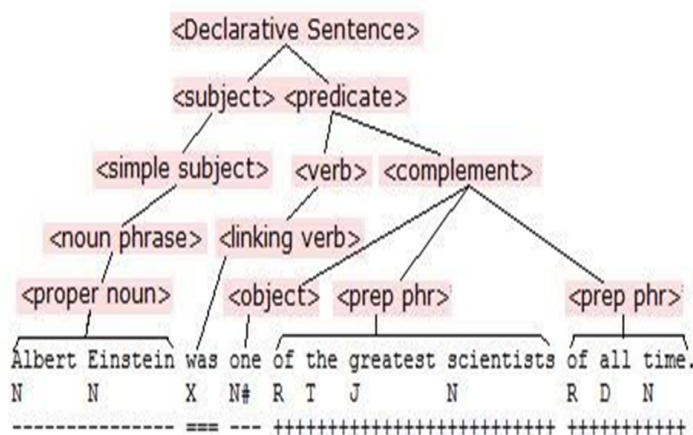 <Declarative Sentence>
<subject> <predicate>
<simple subject> <verb> <complement>
<noun phrase> <linking verb>
<proper noun> <object> <prep phr> <prep phr>
Albert Einstein was one of the greatest scientists of all time.
N N X N# R T J N R D N
--------------- === --- ++++++++++++++++++++++++++ +++++++++++